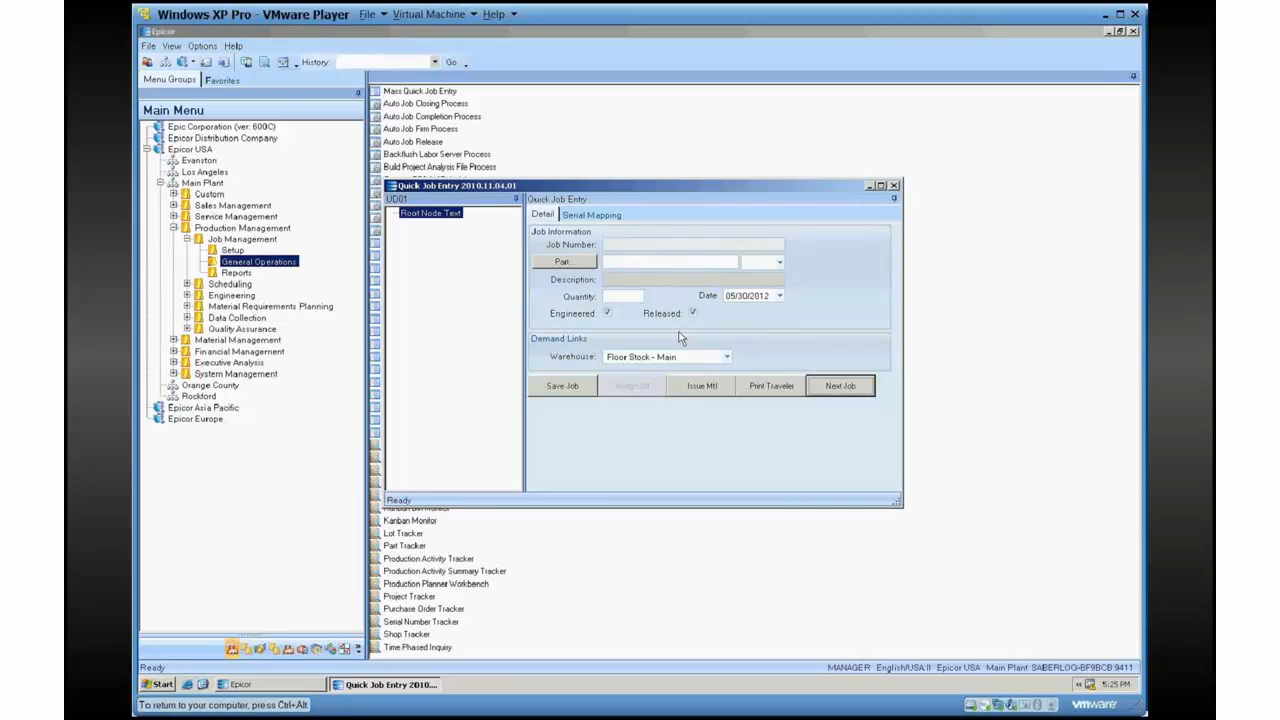 Windows XP Pro - VMware Player File Virtual Machine Help
Epicor
File View Options Help
History: Go
Menu Groups Favorites
Main Menu
Epic Corporation (ver: 600C)
Epicor Distribution Company
Epicor USA
Evanston
Los Angeles
Main Plant
Custom
Sales Management
Service Management
Production Management
Job Management
Setup
General Operations
Reports
Scheduling
Engineering
Material Requirements Planning
Data Collection
Quality Assurance
Material Management
Financial Management
Executive Analysis
System Management
Orange County
Rockford
Epicor Asia Pacific
Epicor Europe
Mass Quick Job Entry
Auto Job Closing Process
Auto Job Completion Process
Auto Job Firm Process
Auto Job Release
Backflush Labor Server Process
Build Project Analysis File Process
Quick Job Entry 2010.11.04.01
UD01
Root Node Text
Quick Job Entry
Detail Serial Mapping
Job Information
Job Number:
Part...
Description:
Quantity: Date 05/30/2012
Engineered: Released:
Demand Links
Warehouse: Floor Stock - Main
Save Job Assign SN Issue Mtl Print Traveler Next Job
Ready
Kanban Monitor
Lot Tracker
Part Tracker
Production Activity Tracker
Production Activity Summary Tracker
Production Planner Workbench
Project Tracker
Purchase Order Tracker
Serial Number Tracker
Shop Tracker
Time Phased Inquiry
Ready MANAGER English/USA II Epicor USA Main Plant SABERLOG-BF9BCB:9411
Start Epicor Quick Job Entry 2010.... 5:25 PM
To return to your computer, press Ctrl+Alt vmware